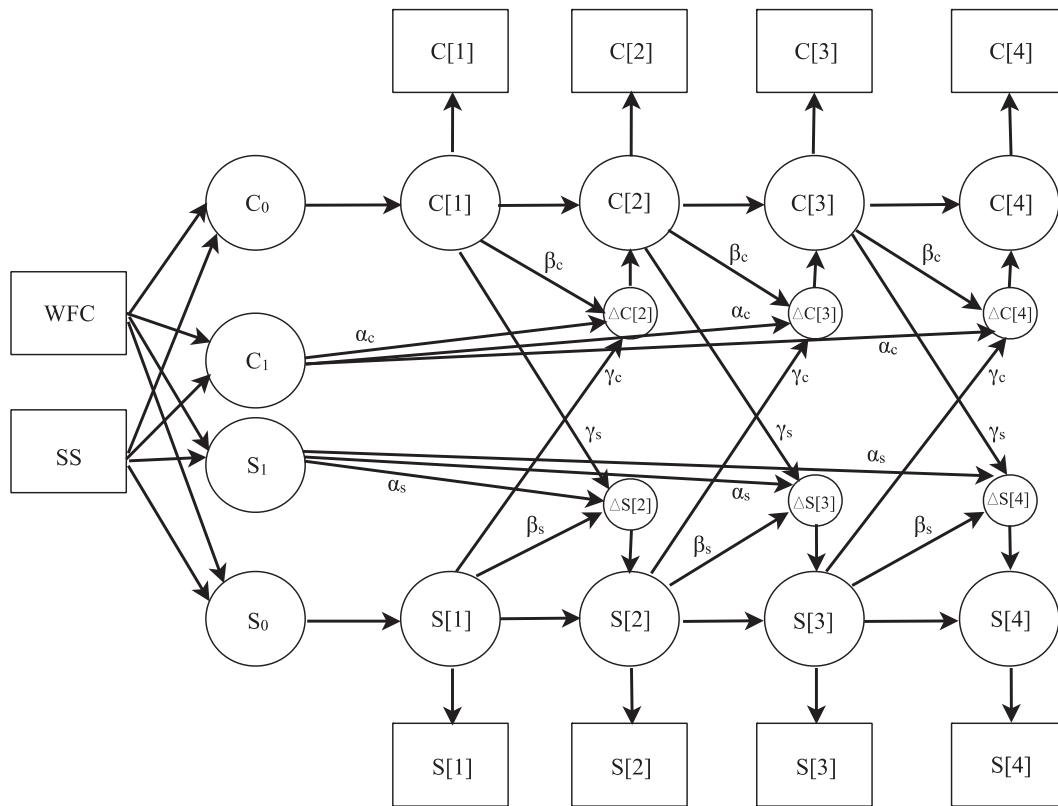 C[1] C[2] C[3] C[4]
C₀ C[1] C[2] C[3] C[4]
βc βc βc
WFC
△C[2] △C[3] △C[4]
αc αc αc
C₁
γc γc γc
SS
S₁
γs γs γs
αs αs αs
△S[2] △S[3] △S[4]
βs βs βs
S₀ S[1] S[2] S[3] S[4]
S[1] S[2] S[3] S[4]